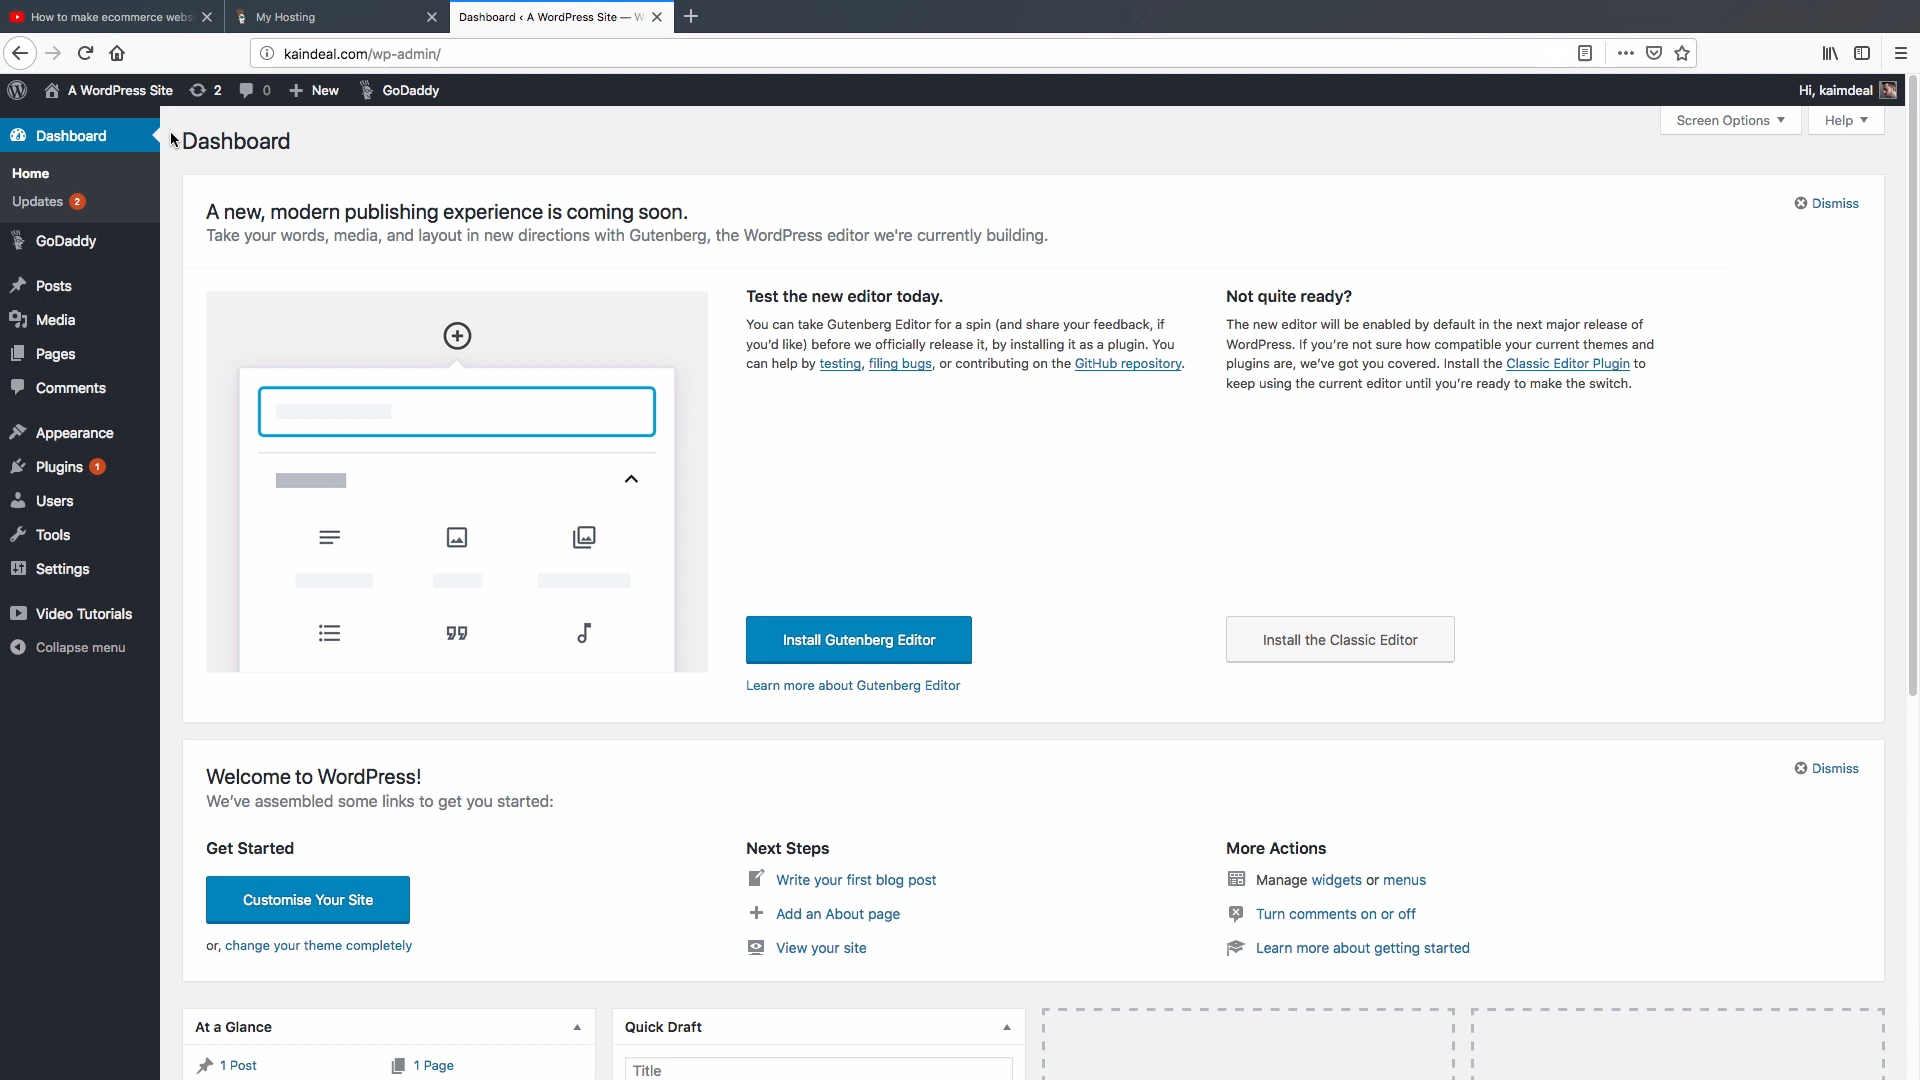 How to make ecommerce webs
My Hosting
Dashboard ‹ A WordPress Site — W
kaindeal.com/wp-admin/
A WordPress Site
2
0
New
GoDaddy
Hi, kaimdeal
Dashboard
Home
Updates 2
GoDaddy
Posts
Media
Pages
Comments
Appearance
Plugins 1
Users
Tools
Settings
Video Tutorials
Collapse menu
Dashboard
Screen Options
Help
A new, modern publishing experience is coming soon.
Take your words, media, and layout in new directions with Gutenberg, the WordPress editor we're currently building.
Dismiss
Test the new editor today.
You can take Gutenberg Editor for a spin (and share your feedback, if
you'd like) before we officially release it, by installing it as a plugin. You
can help by testing, filing bugs, or contributing on the GitHub repository.
Install Gutenberg Editor
Learn more about Gutenberg Editor
Not quite ready?
The new editor will be enabled by default in the next major release of
WordPress. If you're not sure how compatible your current themes and
plugins are, we've got you covered. Install the Classic Editor Plugin to
keep using the current editor until you're ready to make the switch.
Install the Classic Editor
Welcome to WordPress!
We've assembled some links to get you started:
Dismiss
Get Started
Customise Your Site
or, change your theme completely
Next Steps
Write your first blog post
Add an About page
View your site
More Actions
Manage widgets or menus
Turn comments on or off
Learn more about getting started
At a Glance
1 Post
1 Page
Quick Draft
Title